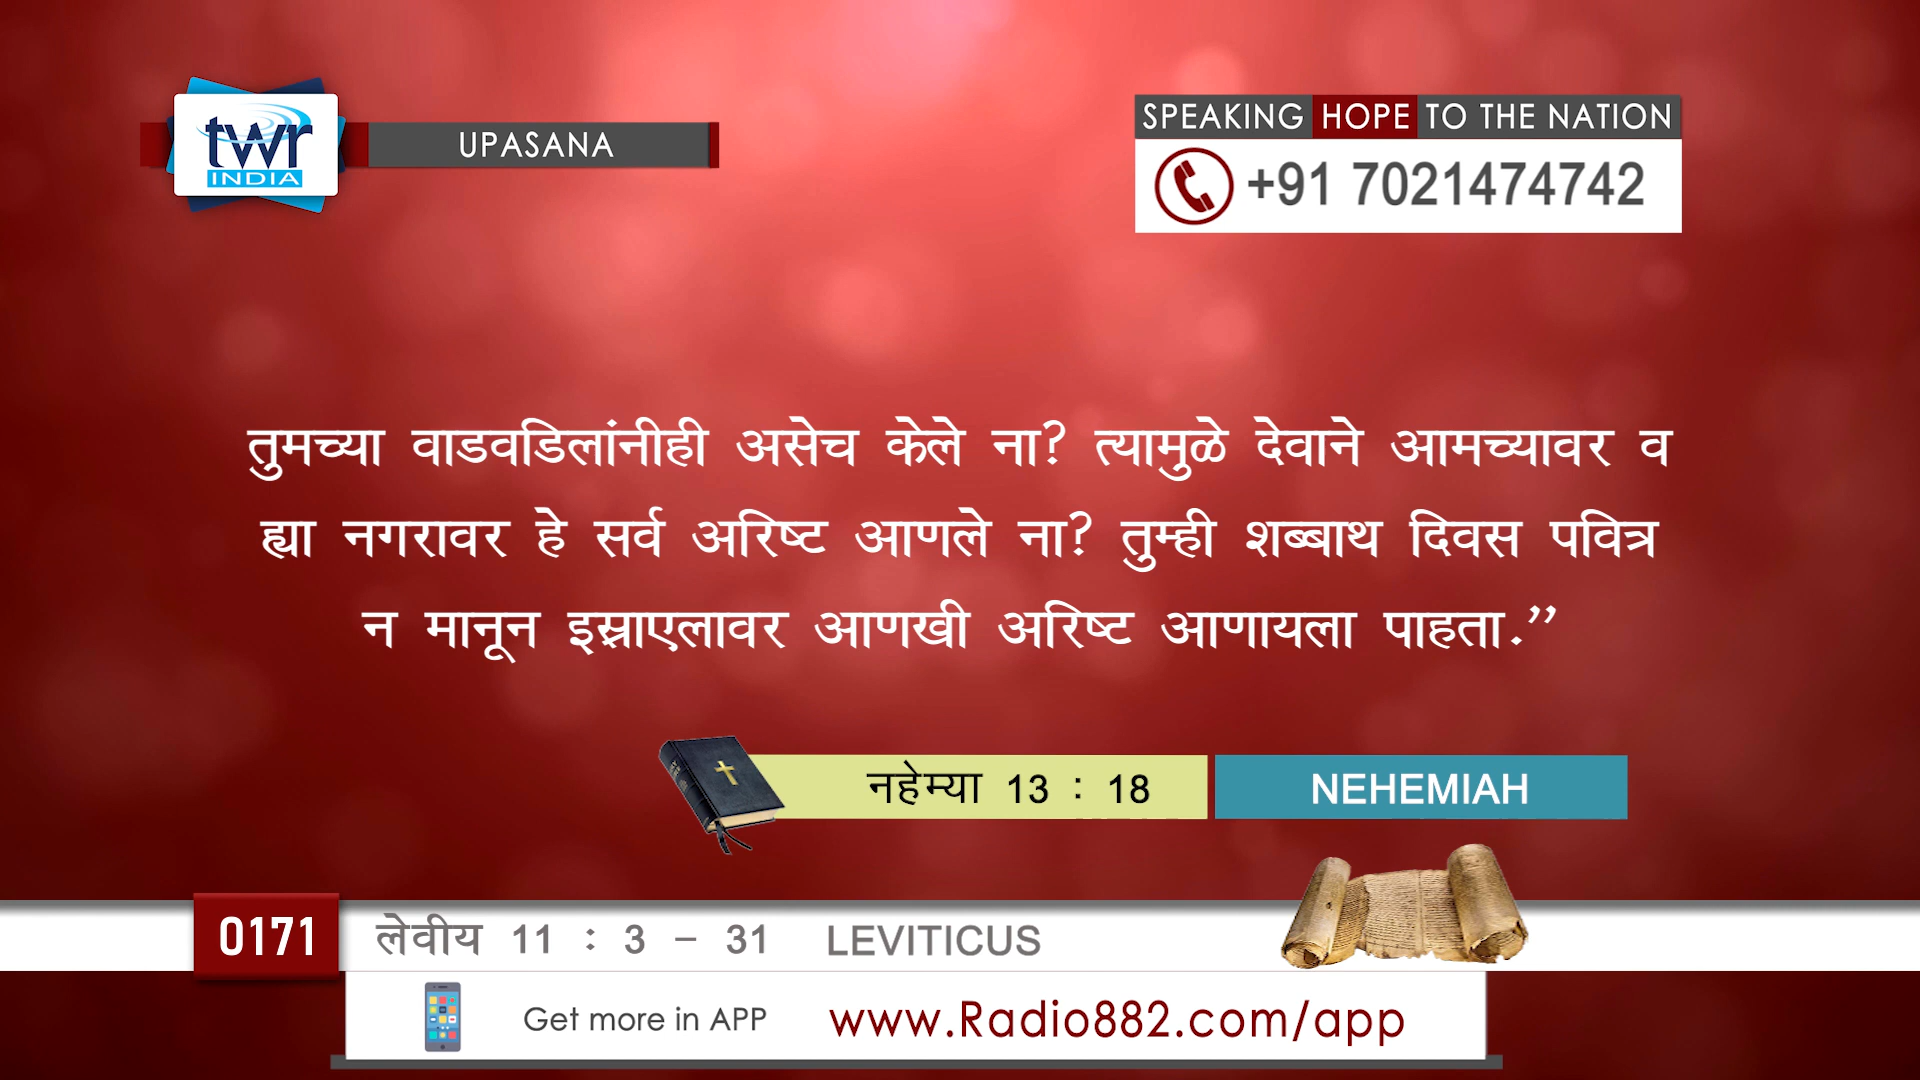 twr
INDIA
UPASANA
SPEAKING HOPE TO THE NATION
+91 7021474742
तुमच्या वाडवडिलांनीही असेच केले ना? त्यामुळे देवाने आमच्यावर व
ह्या नगरावर हे सर्व अरिष्ट आणले ना? तुम्ही शब्बाथ दिवस पवित्र
न मानून इस्राएलावर आणखी अरिष्ट आणायला पाहता.”
नहेम्या 13 : 18 NEHEMIAH
0171 लेवीय 11 : 3 - 31 LEVITICUS
Get more in APP www.Radio882.com/app